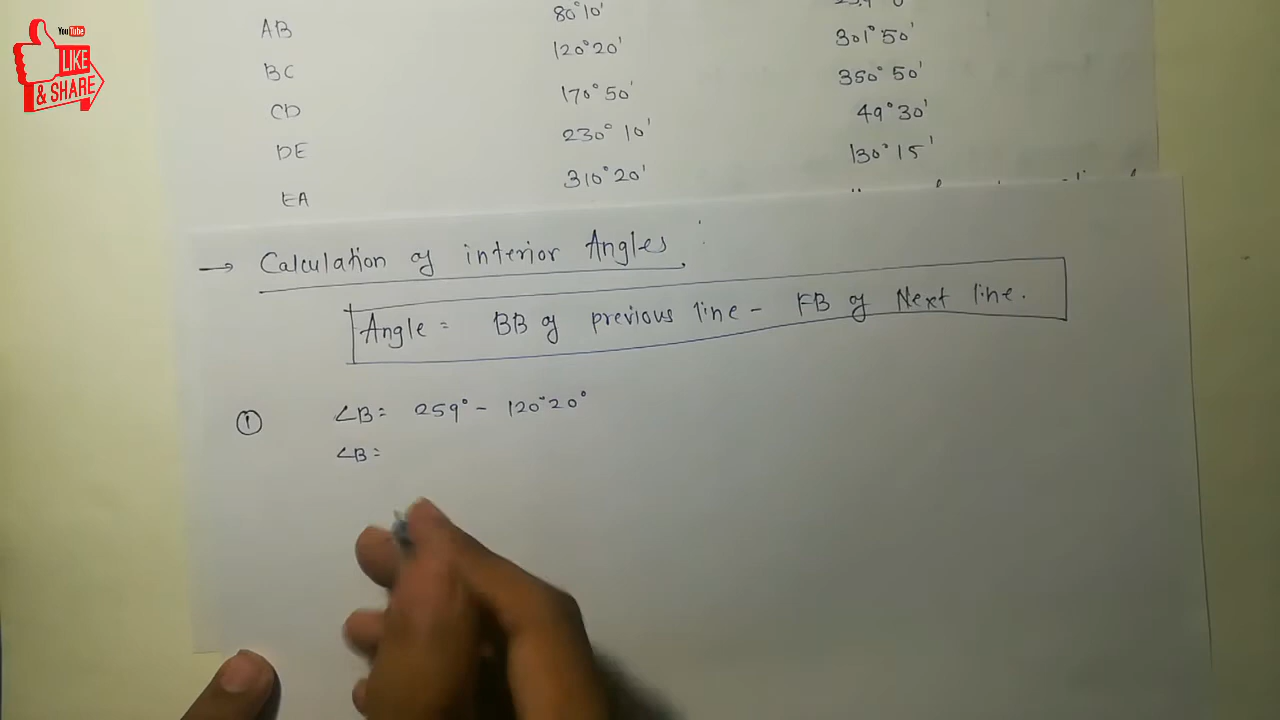 YouTube
LIKE
& SHARE
AB 80°10'
BC 120°20' 301°50'
CD 170°50' 350°50'
DE 230°10' 49°30'
EA 310°20' 130°15'
→ Calculation of interior Angles :
Angle = BB of previous line - FB of Next line.
① ∠B = 259° - 120°20°
∠B =